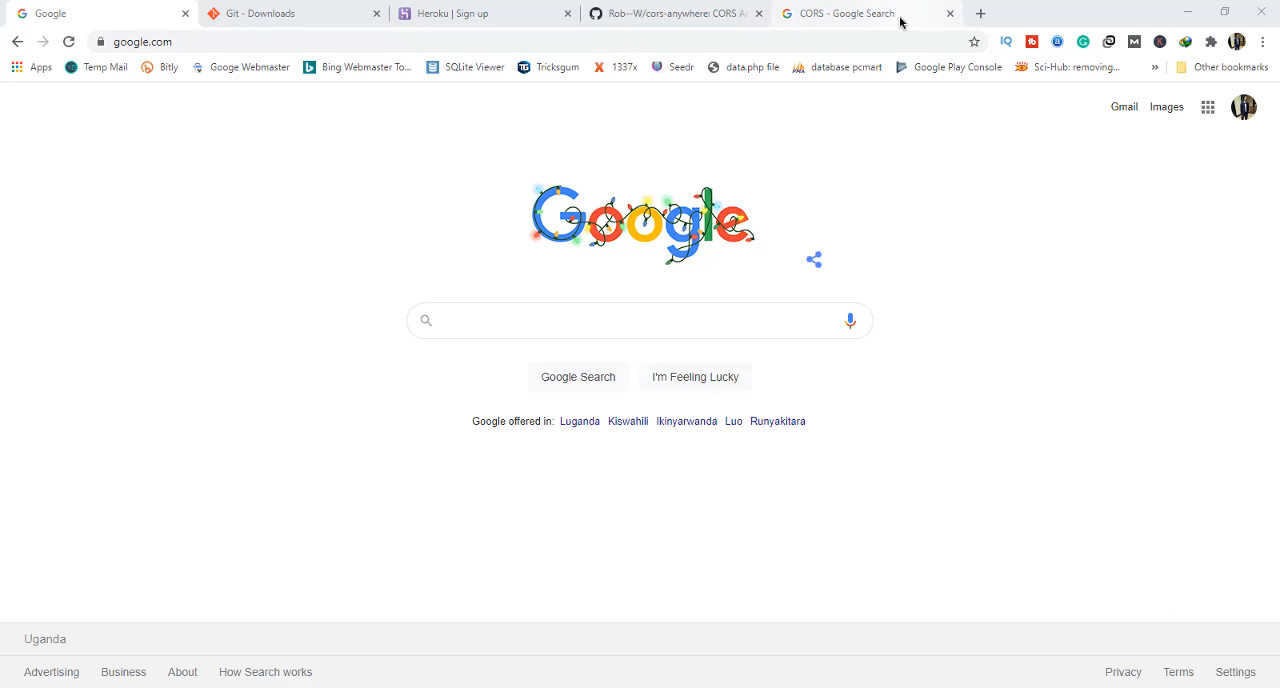 Google
Git - Downloads
Heroku | Sign up
Rob--W/cors-anywhere: CORS A
CORS - Google Search
google.com
Apps
Temp Mail
Bitly
Googe Webmaster
Bing Webmaster To...
SQLite Viewer
Tricksgum
1337x
Seedr
data.php file
database pcmart
Google Play Console
Sci-Hub: removing...
»
Other bookmarks
Gmail
Images
Google
Google Search
I'm Feeling Lucky
Google offered in: Luganda Kiswahili Ikinyarwanda Luo Runyakitara
Uganda
Advertising
Business
About
How Search works
Privacy
Terms
Settings